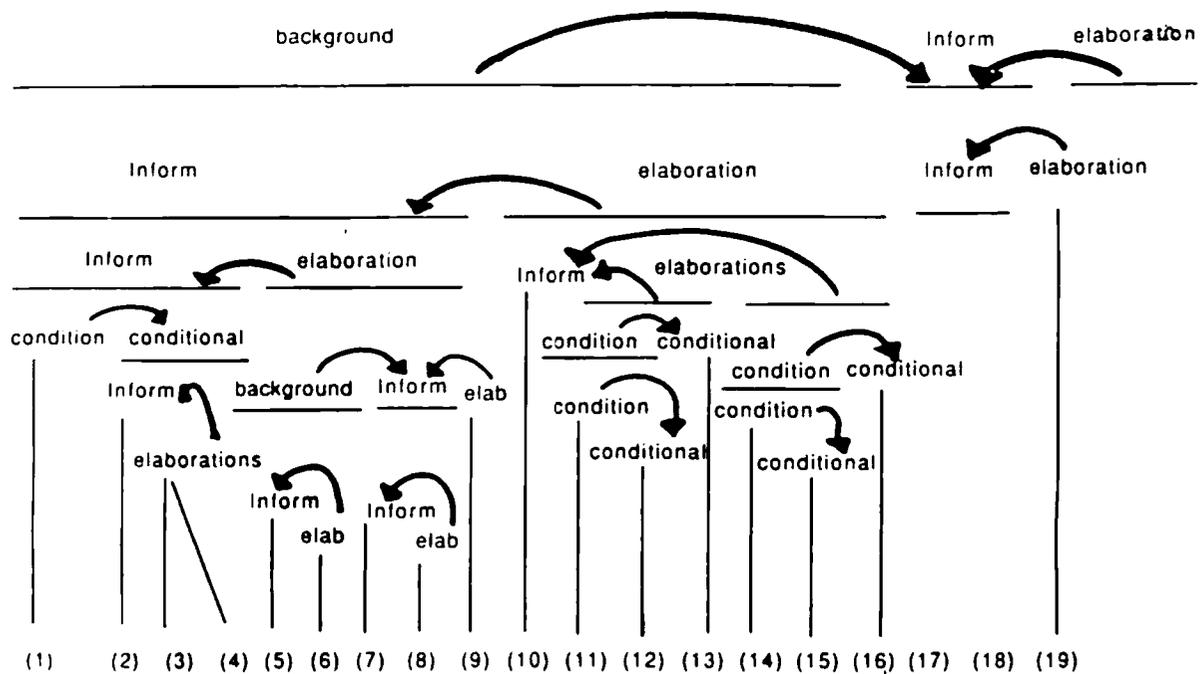 background Inform elaboration
Inform elaboration Inform elaboration
Inform elaboration Inform elaborations
condition conditional condition conditional
condition conditional
Inform background Inform elab condition condition
conditional conditional
elaborations
Inform Inform
elab elab
(1) (2) (3) (4) (5) (6) (7) (8) (9) (10) (11) (12) (13) (14) (15) (16) (17) (18) (19)